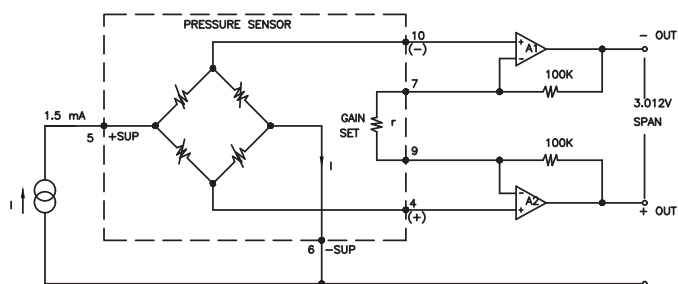 PRESSURE SENSOR
10
(-)
A1
+
-
- OUT
7
100K
1.5 mA
5
+SUP
GAIN
SET
r
3.012V
SPAN
9
100K
I
I
4
(+)
A2
-
+
+ OUT
6
-SUP